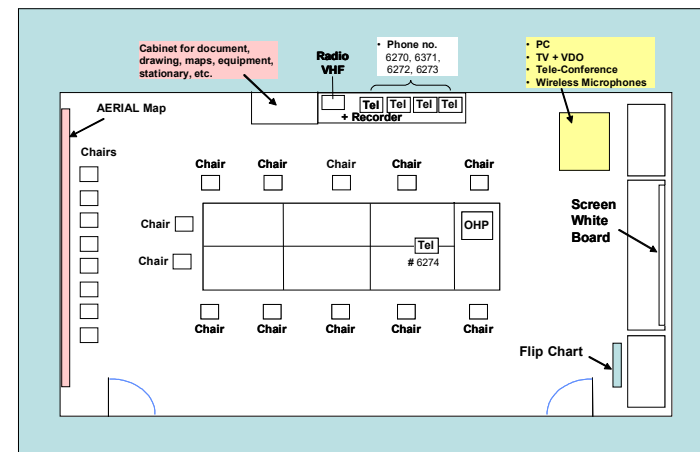 Cabinet for document,
drawing, maps, equipment,
stationary, etc.
Radio
VHF
• Phone no.
6270, 6371,
6272, 6273
• PC
• TV + VDO
• Tele-Conference
• Wireless Microphones
AERIAL Map
Tel Tel Tel Tel
+ Recorder
Chairs
Chair Chair Chair Chair Chair
Chair
OHP
Screen
White
Board
Tel
# 6274
Chair
Chair Chair Chair Chair Chair
Flip Chart